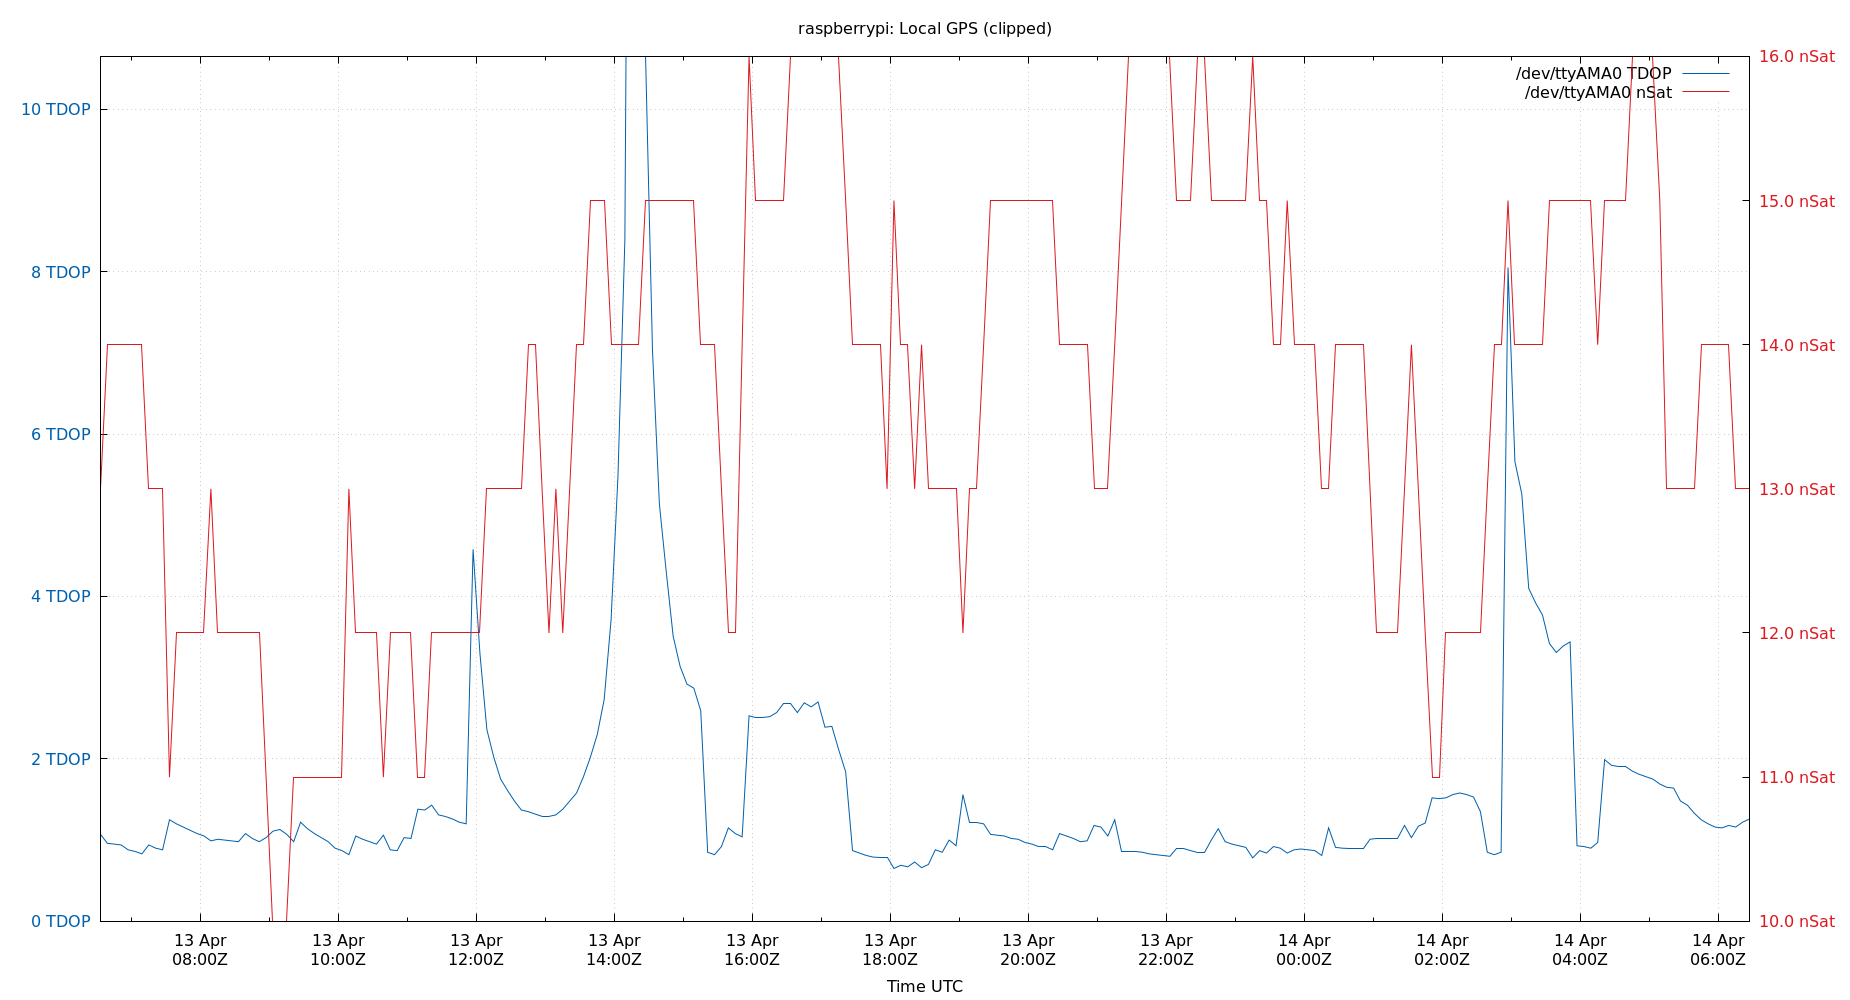 raspberrypi: Local GPS (clipped)
16.0 nSat
/dev/ttyAMA0 TDOP
/dev/ttyAMA0 nSat
10 TDOP
15.0 nSat
8 TDOP
14.0 nSat
6 TDOP
13.0 nSat
4 TDOP
12.0 nSat
2 TDOP
11.0 nSat
0 TDOP
10.0 nSat
13 Apr 13 Apr 13 Apr 13 Apr 13 Apr 13 Apr 13 Apr 13 Apr 14 Apr 14 Apr 14 Apr 14 Apr
08:00Z 10:00Z 12:00Z 14:00Z 16:00Z 18:00Z 20:00Z 22:00Z 00:00Z 02:00Z 04:00Z 06:00Z
Time UTC